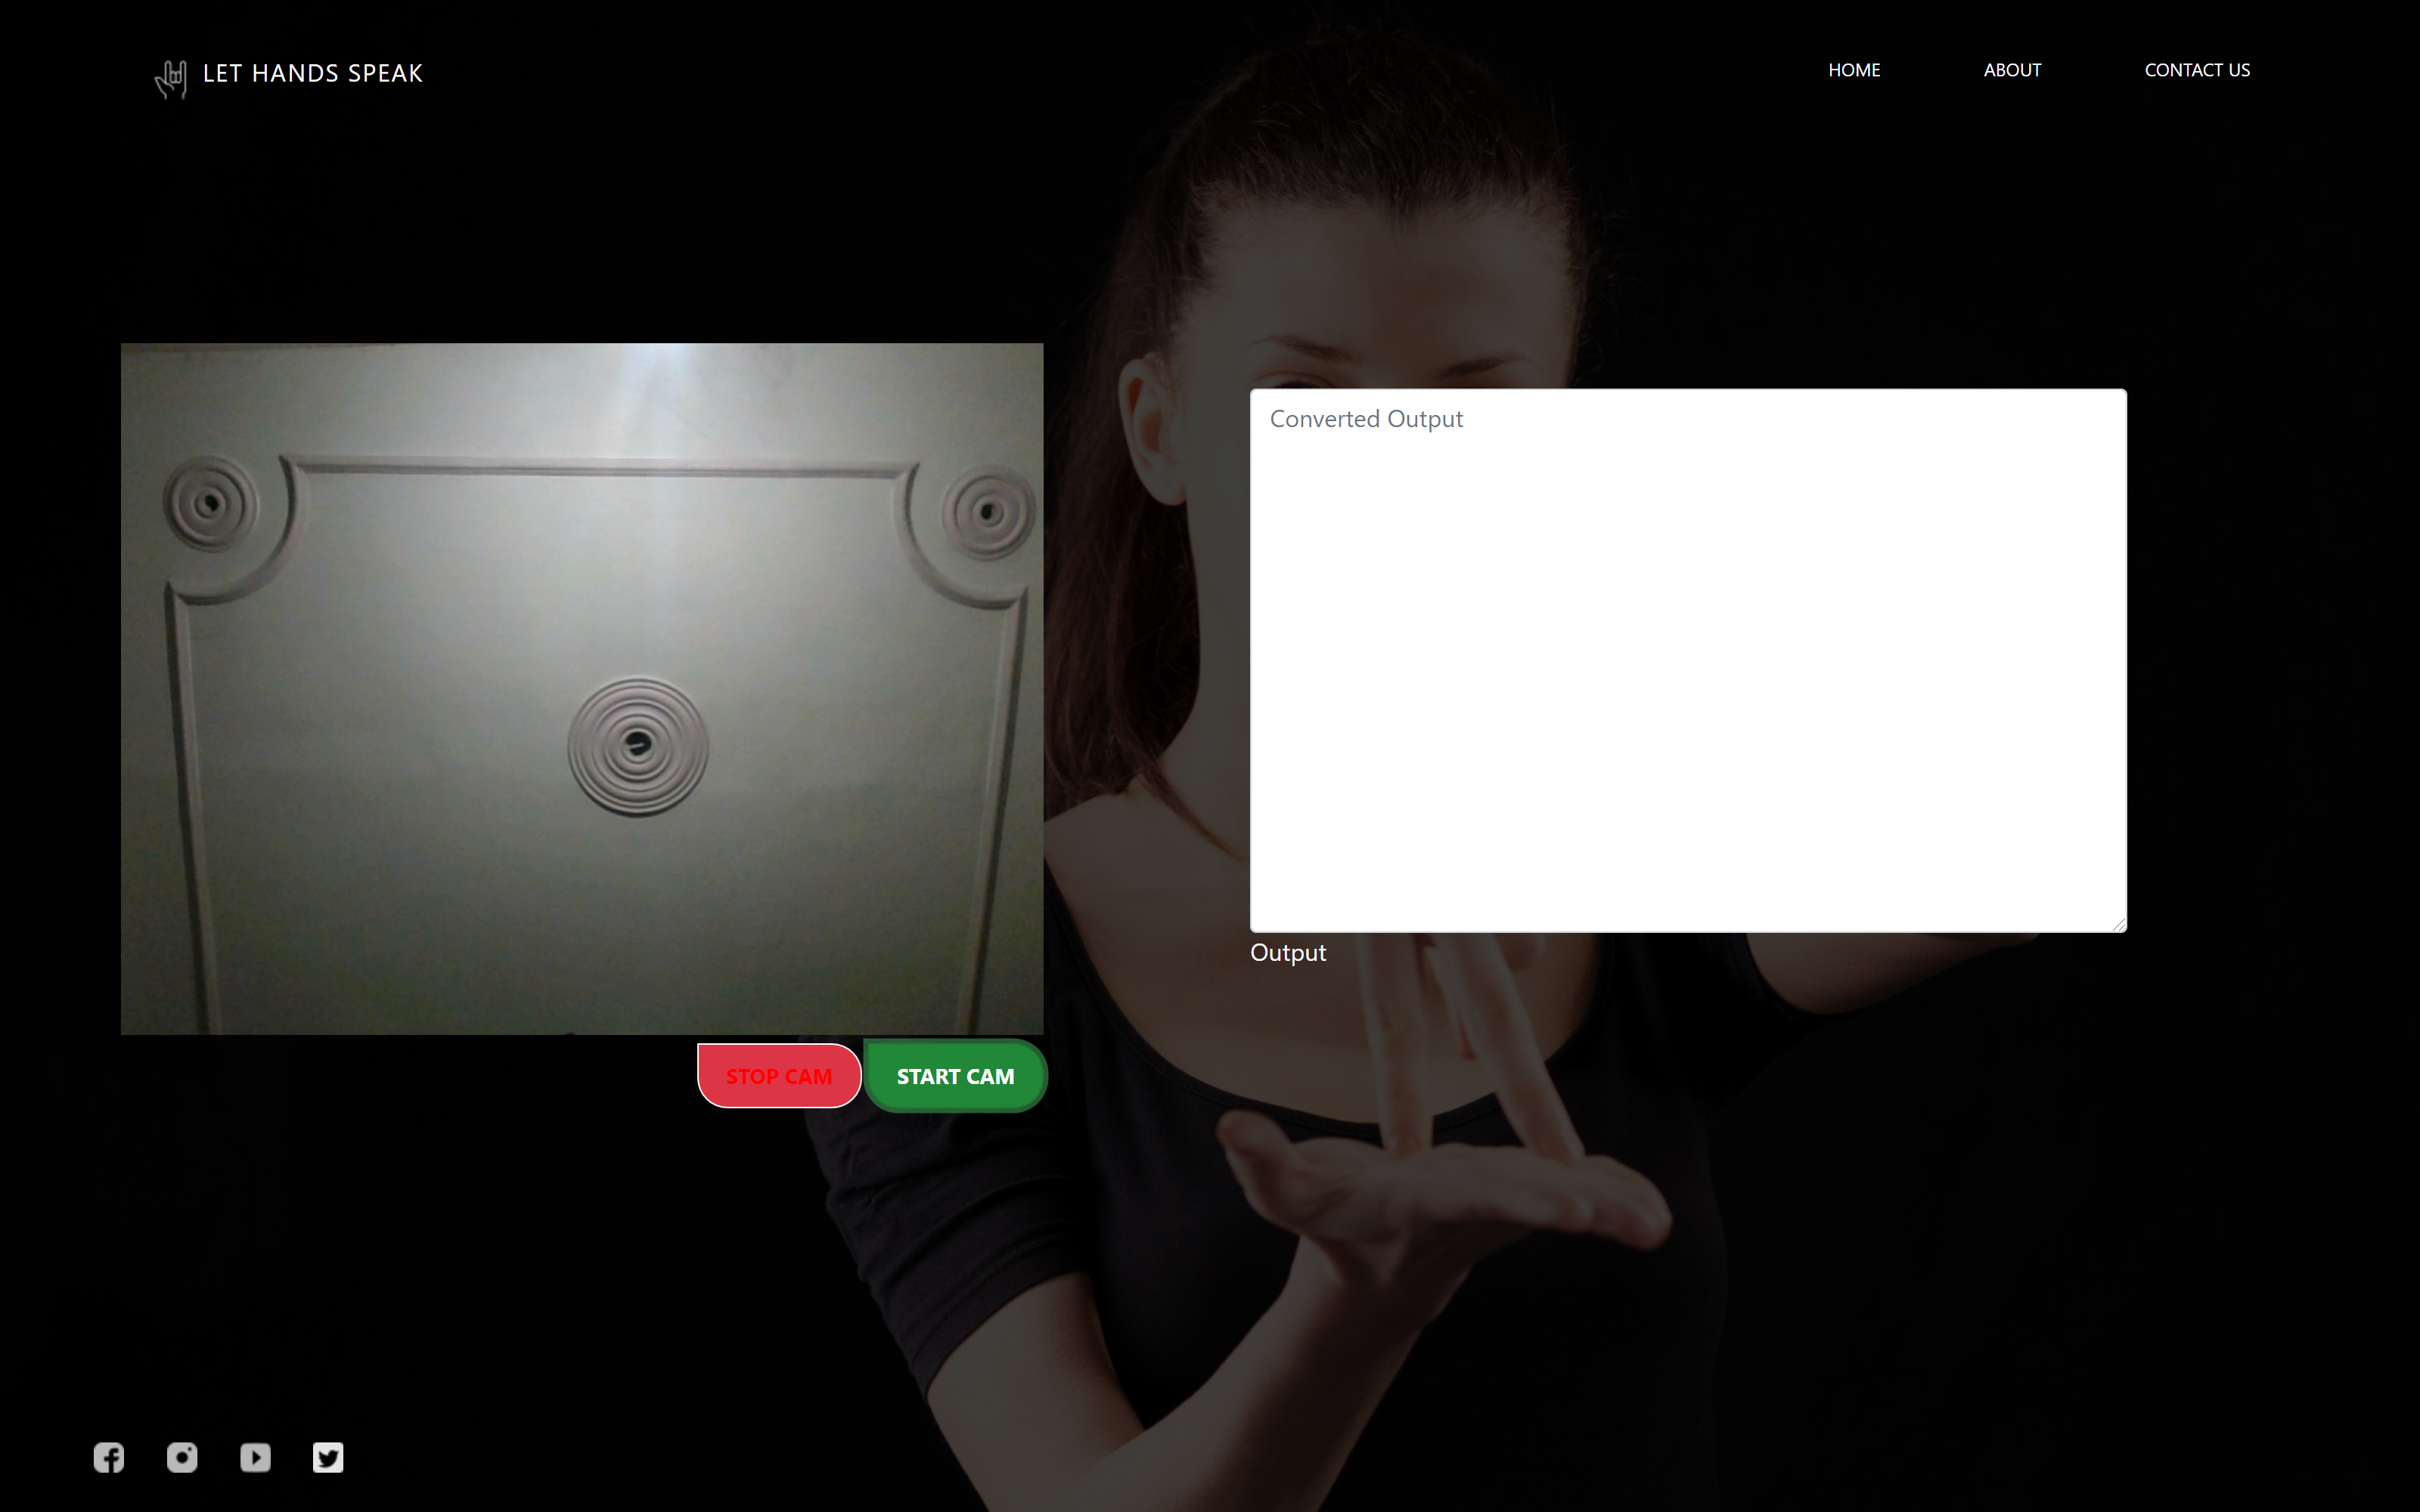 LET HANDS SPEAK
HOME
ABOUT
CONTACT US
Converted Output
Output
STOP CAM
START CAM